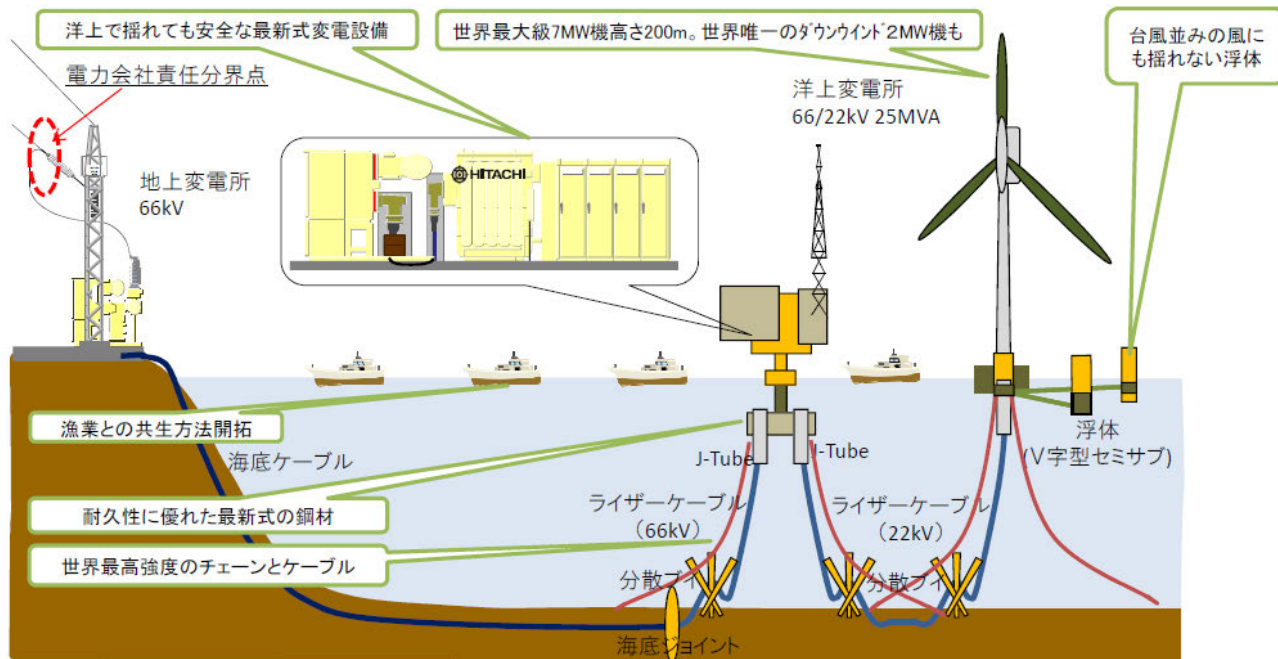 洋上で揺れても安全な最新式変電設備
世界最大級7MW機高さ200m。世界唯一のﾀﾞｳﾝｳｲﾝﾄﾞ2MW機も
台風並みの風に
も揺れない浮体
電力会社責任分界点
洋上変電所
66/22kV 25MVA
地上変電所
66kV
HITACHI
漁業との共生方法開拓
海底ケーブル
J-Tube
J-Tube
浮体
(V字型セミサブ)
耐久性に優れた最新式の鋼材
ライザーケーブル
（66kV）
ライザーケーブル
（22kV）
世界最高強度のチェーンとケーブル
分散ブイ
分散ブイ
海底ジョイント